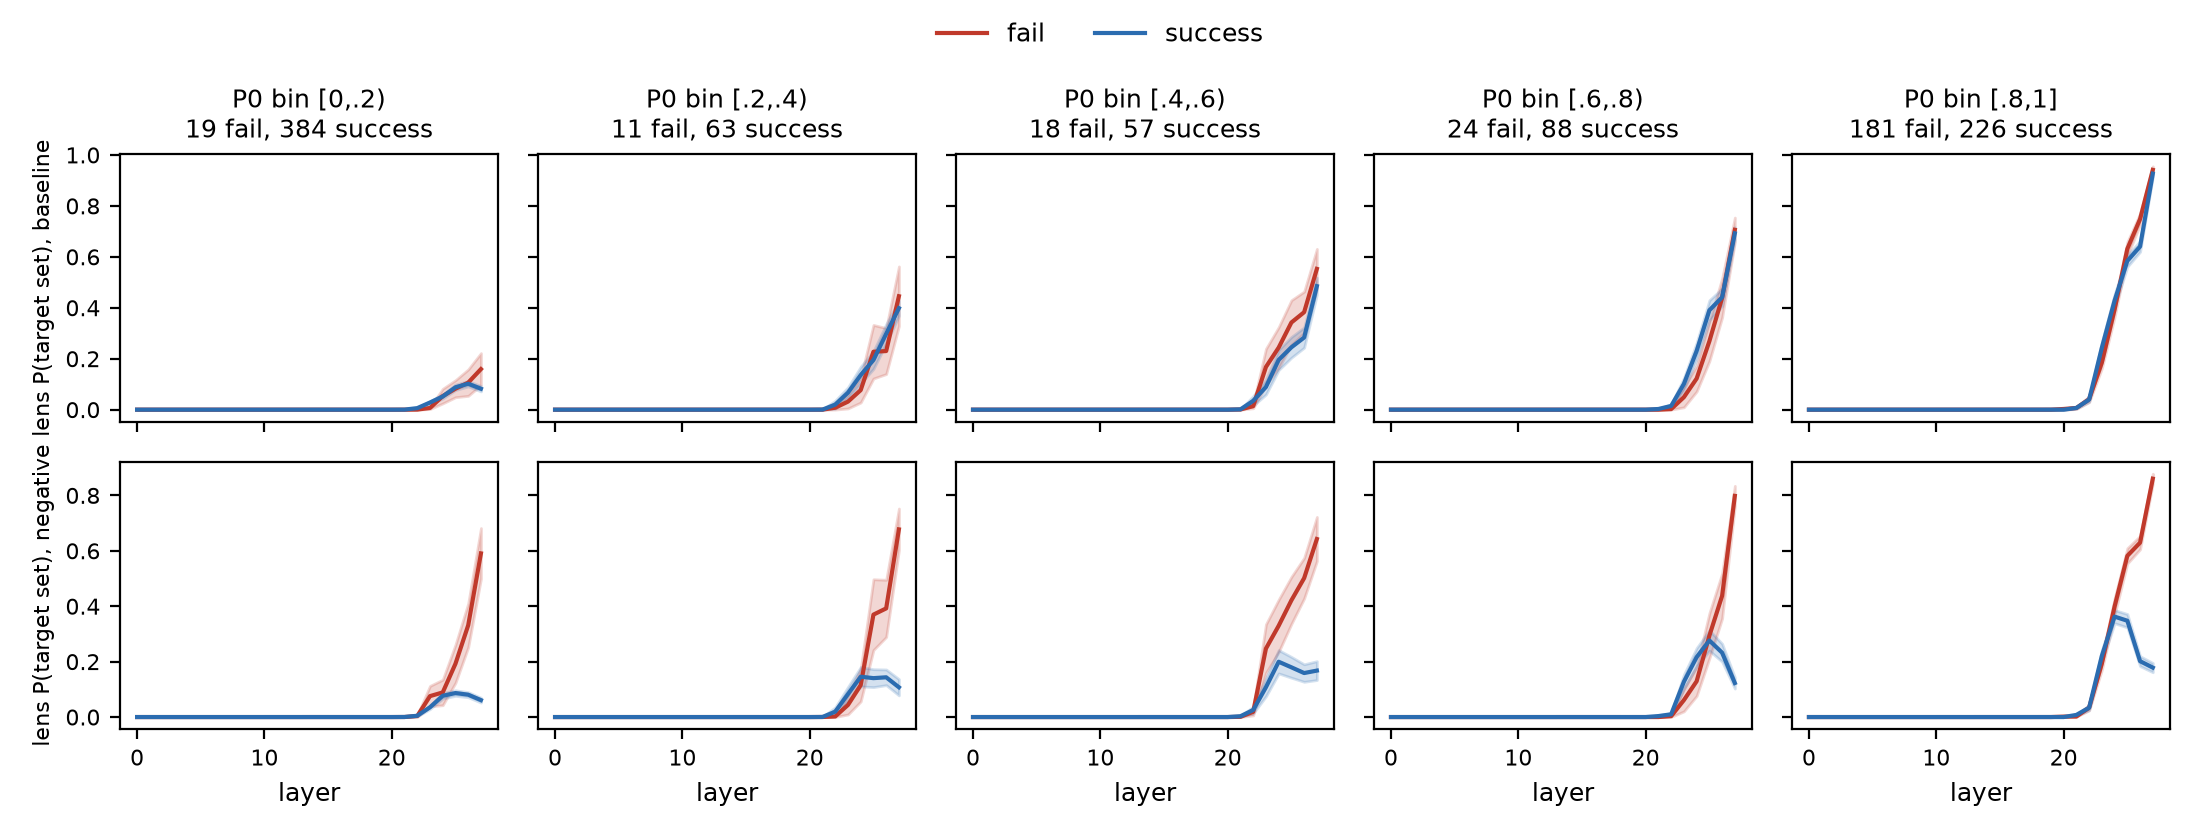 fail
success
P0 bin [0,.2)
19 fail, 384 success
P0 bin [.2,.4)
11 fail, 63 success
P0 bin [.4,.6)
18 fail, 57 success
P0 bin [.6,.8)
24 fail, 88 success
P0 bin [.8,1]
181 fail, 226 success
lens P(target set), baseline
1.0
0.8
0.6
0.4
0.2
0.0
lens P(target set), negative
0.8
0.6
0.4
0.2
0.0
0 10 20
0 10 20
0 10 20
0 10 20
0 10 20
layer
layer
layer
layer
layer